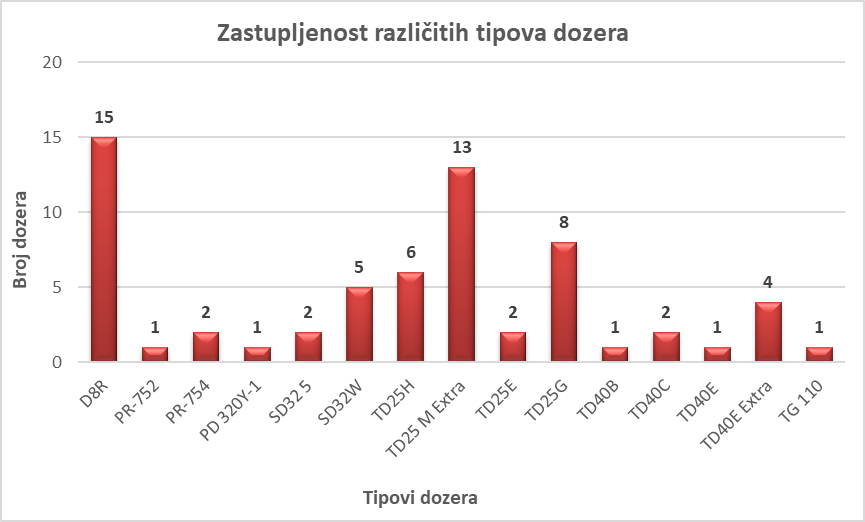 Zastupljenost različitih tipova dozera
Broj dozera
20
15
10
5
0
15
1
2
1
2
5
6
13
2
8
1
2
1
4
1
D8R
PR-752
PR-754
PD 320Y-1
SD32 5
SD32W
TD25H
TD25 M Extra
TD25E
TD25G
TD40B
TD40C
TD40E
TD40E Extra
TG 110
Tipovi dozera